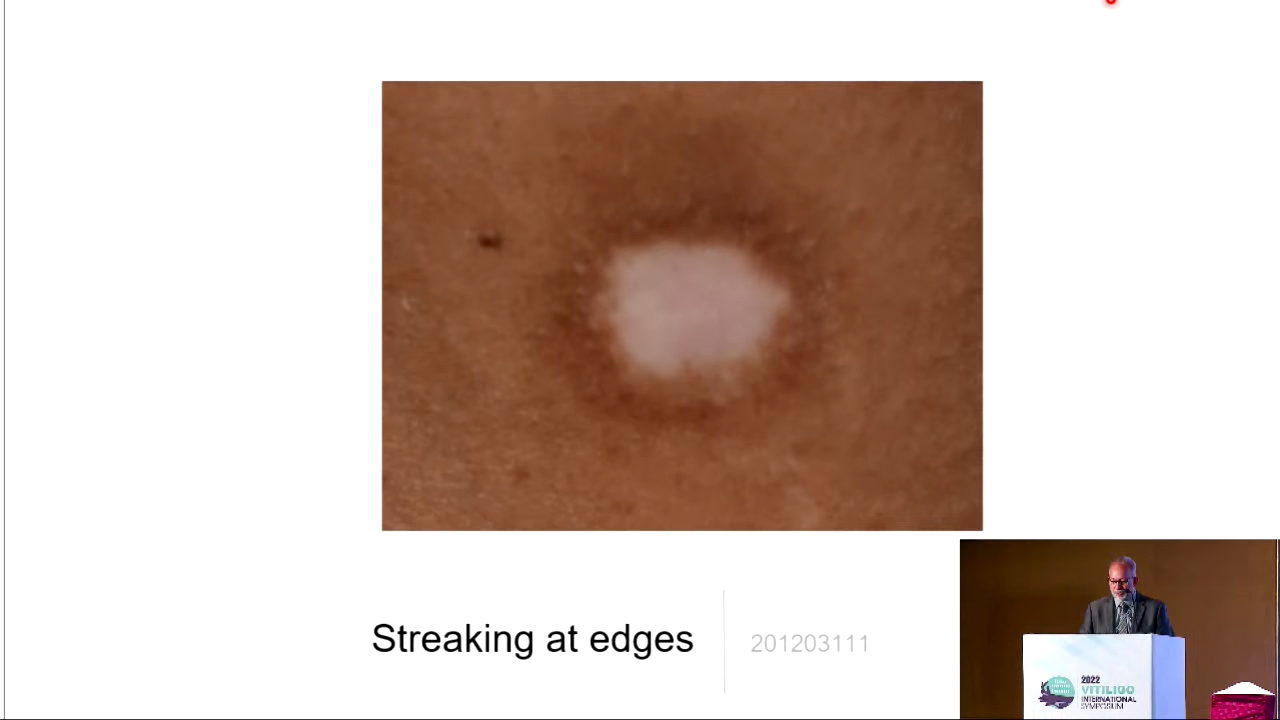 Streaking at edges
201203111
2022
VITILIGO
INTERNATIONAL
SYMPOSIUM